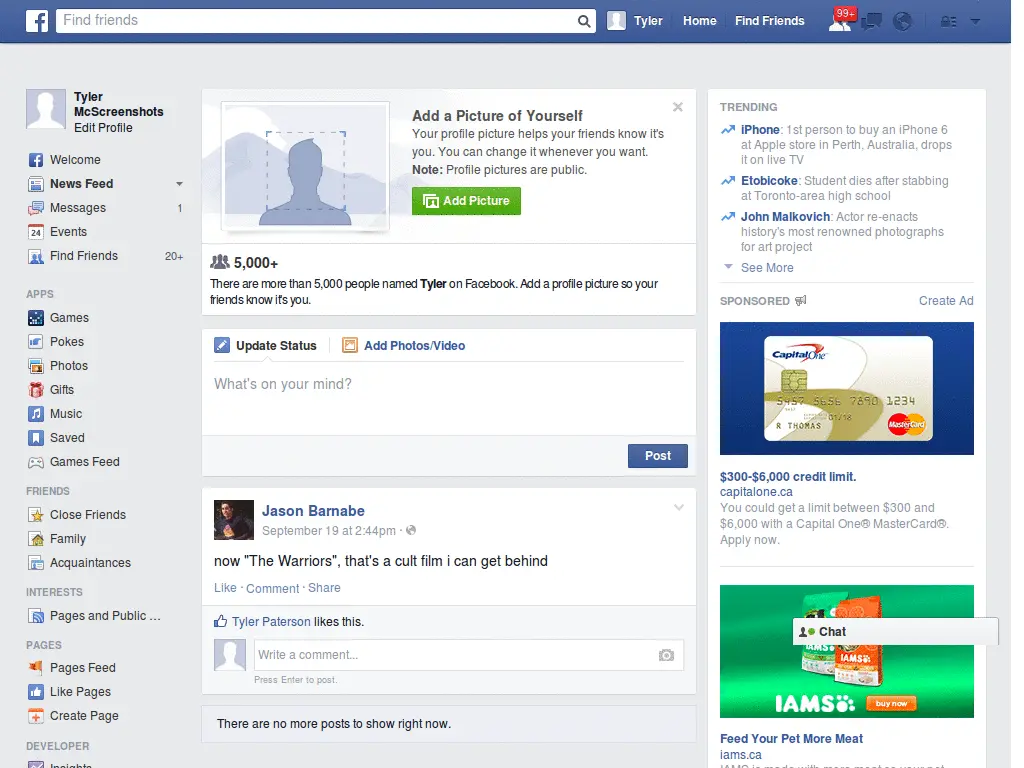 Find friends
Tyler
Home
Find Friends
99+
Tyler
McScreenshots
Edit Profile
Welcome
News Feed
Messages 1
Events
24
Find Friends 20+
APPS
Games
Pokes
Photos
Gifts
Music
Saved
Games Feed
FRIENDS
Close Friends
Family
Acquaintances
INTERESTS
Pages and Public ...
PAGES
Pages Feed
Like Pages
Create Page
DEVELOPER
Insights
Add a Picture of Yourself
Your profile picture helps your friends know it's
you. You can change it whenever you want.
Note: Profile pictures are public.
Add Picture
5,000+
There are more than 5,000 people named Tyler on Facebook. Add a profile picture so your
friends know it's you.
Update Status
Add Photos/Video
What's on your mind?
Post
Jason Barnabe
September 19 at 2:44pm ·
now "The Warriors", that's a cult film i can get behind
Like · Comment · Share
Tyler Paterson likes this.
Write a comment...
Press Enter to post.
There are no more posts to show right now.
TRENDING
iPhone: 1st person to buy an iPhone 6
at Apple store in Perth, Australia, drops
it on live TV
Etobicoke: Student dies after stabbing
at Toronto-area high school
John Malkovich: Actor re-enacts
history's most renowned photographs
for art project
See More
SPONSORED
Create Ad
Capital One
5457 5656 7890 1234
01/18
R THOMAS
MasterCard
$300-$6,000 credit limit.
capitalone.ca
You could get a limit between $300 and
$6,000 with a Capital One® MasterCard®.
Apply now.
Chat
IAMS
IAMS
IAMS
buy now
Feed Your Pet More Meat
iams.ca